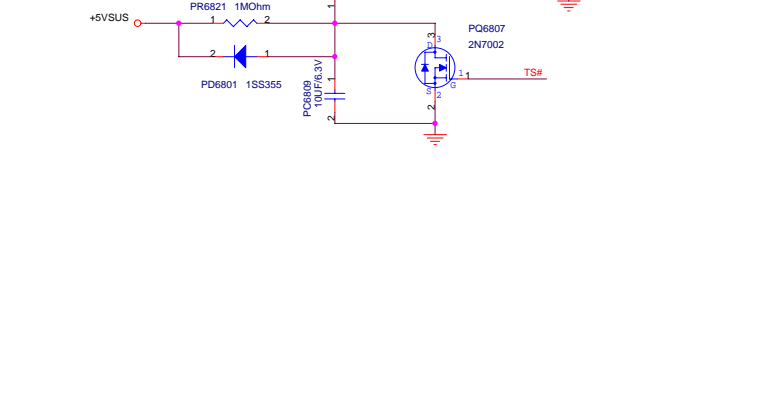 PR6821 1MOhm
+5VSUS
1
2
1
2
1
PD6801 1SS355
PC6809
10UF/6.3V
1
2
PQ6807
2N7002
3
3
D
1
1
G
S
2
2
TS#